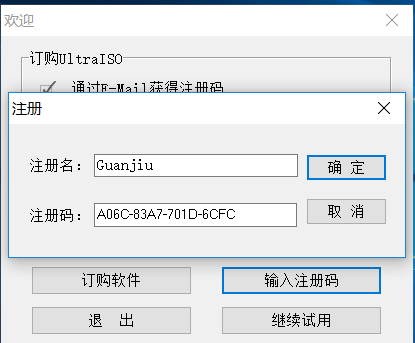 欢迎
订购UltraISO
通过E-Mail获得注册码
注册
注册名：
Guanjiu
确 定
注册码：
A06C-83A7-701D-6CFC
取 消
订购软件
输入注册码
退 出
继续试用